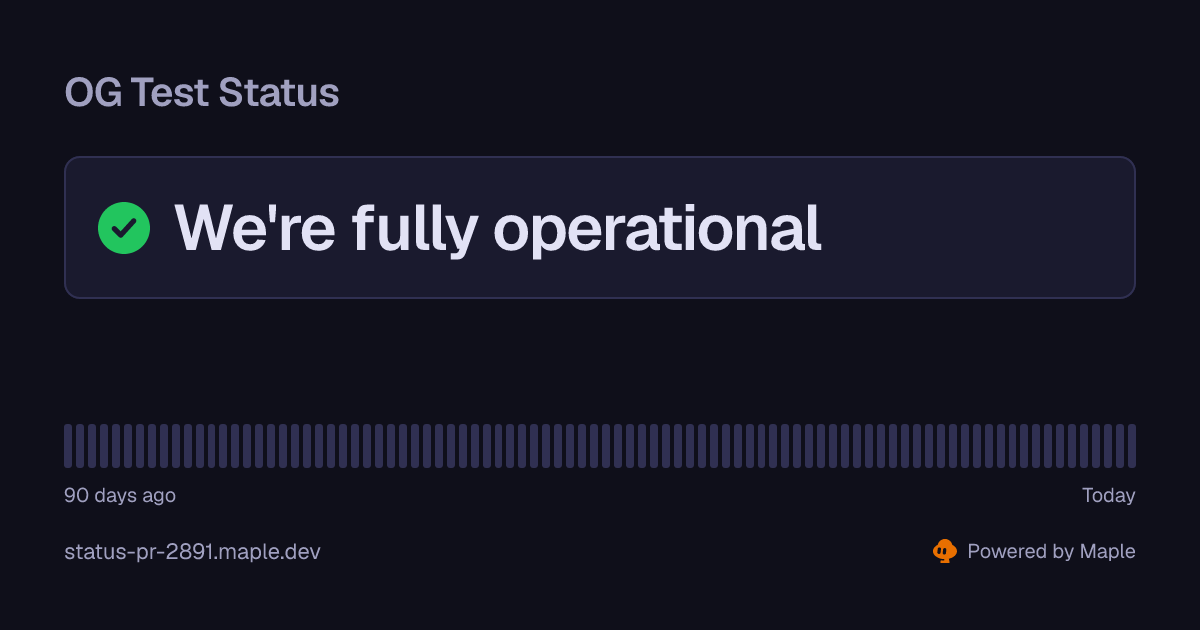 OG Test Status
We're fully operational
90 days ago
Today
status-pr-2891.maple.dev
Powered by Maple